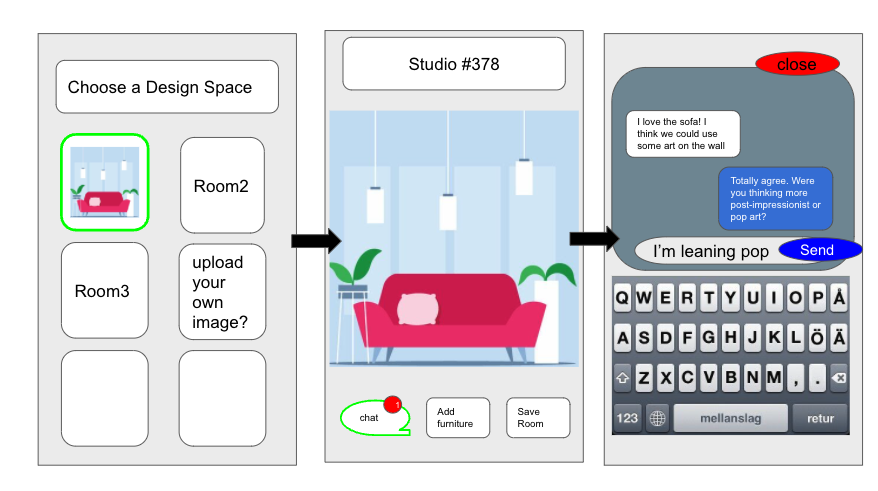 Choose a Design Space
Room2
Room3
upload
your
own
image?
Studio #378
chat
1
Add
furniture
Save
Room
close
I love the sofa! I
think we could use
some art on the wall
Totally agree. Were
you thinking more
post-impressionist or
pop art?
I'm leaning pop
Send
Q W E R T Y U I O P Å
A S D F G H J K L Ö Ä
Z X C V B N M , .
123 mellanslag retur